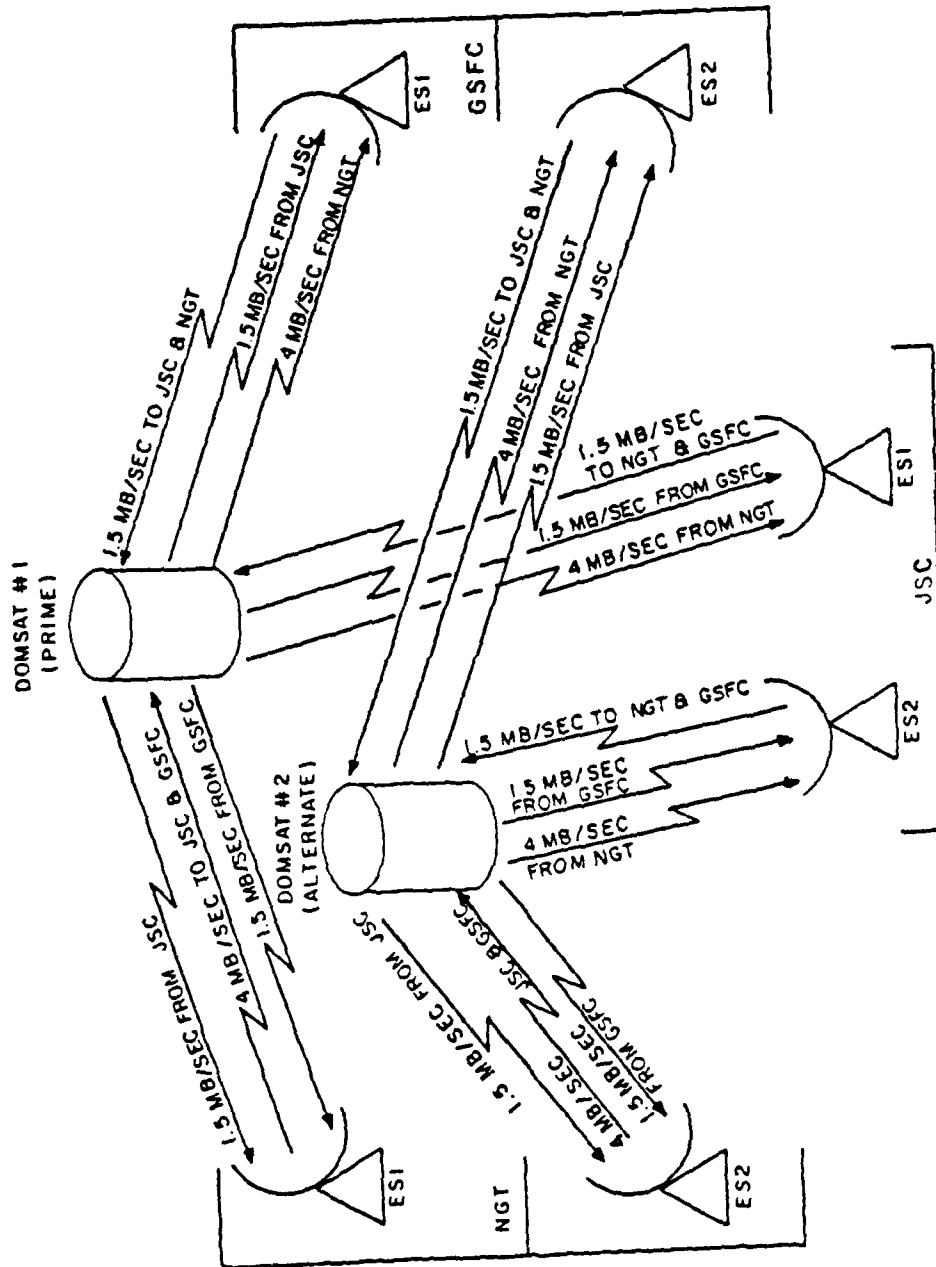 DOMSAT #1
(PRIME)
1.5 MB/SEC TO JSC & NGT
1.5 MB/SEC FROM JSC
4 MB/SEC FROM NGT
ES1
GSFC
1.5 MB/SEC TO JSC & NGT
4 MB/SEC FROM NGT
1.5 MB/SEC FROM JSC
ES2
1.5 MB/SEC FROM JSC
4 MB/SEC TO JSC & GSFC
1.5 MB/SEC FROM GSFC
ES1
NGT
DOMSAT #2
(ALTERNATE)
1.5 MB/SEC FROM JSC
4 MB/SEC
JSC & GSFC
1.5 MB/SEC
FROM GSFC
ES2
1.5 MB/SEC TO NGT & GSFC
1.5 MB/SEC
FROM GSFC
4 MB/SEC
FROM NGT
ES2
1.5 MB/SEC
TO NGT & GSFC
1.5 MB/SEC FROM GSFC
4 MB/SEC FROM NGT
ES1
JSC